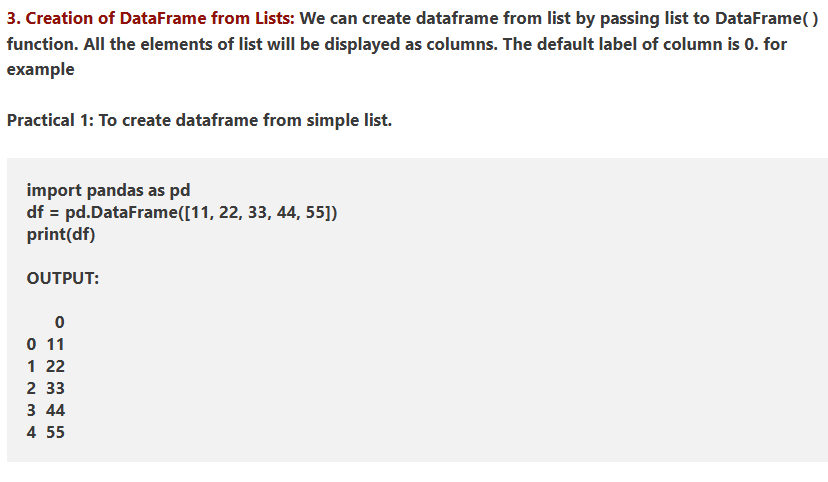 3. Creation of DataFrame from Lists: We can create dataframe from list by passing list to DataFrame( )
function. All the elements of list will be displayed as columns. The default label of column is 0. for
example
Practical 1: To create dataframe from simple list.
import pandas as pd
df = pd.DataFrame([11, 22, 33, 44, 55])
print(df)
OUTPUT:
0
0 11
1 22
2 33
3 44
4 55